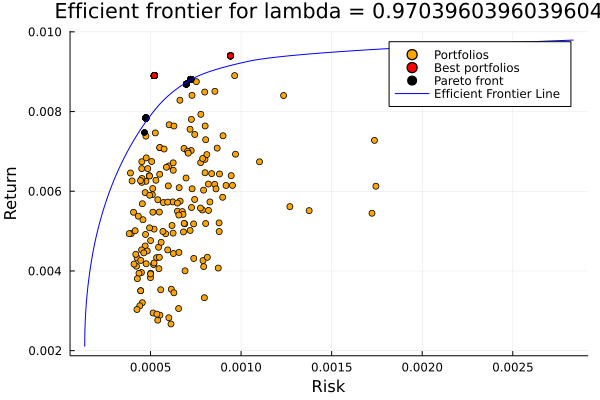 Efficient frontier for lambda = 0.9703960396039604
0.010
0.008
0.006
0.004
0.002
Return
Portfolios
Best portfolios
Pareto front
Efficient Frontier Line
0.0005
0.0010
0.0015
0.0020
0.0025
Risk